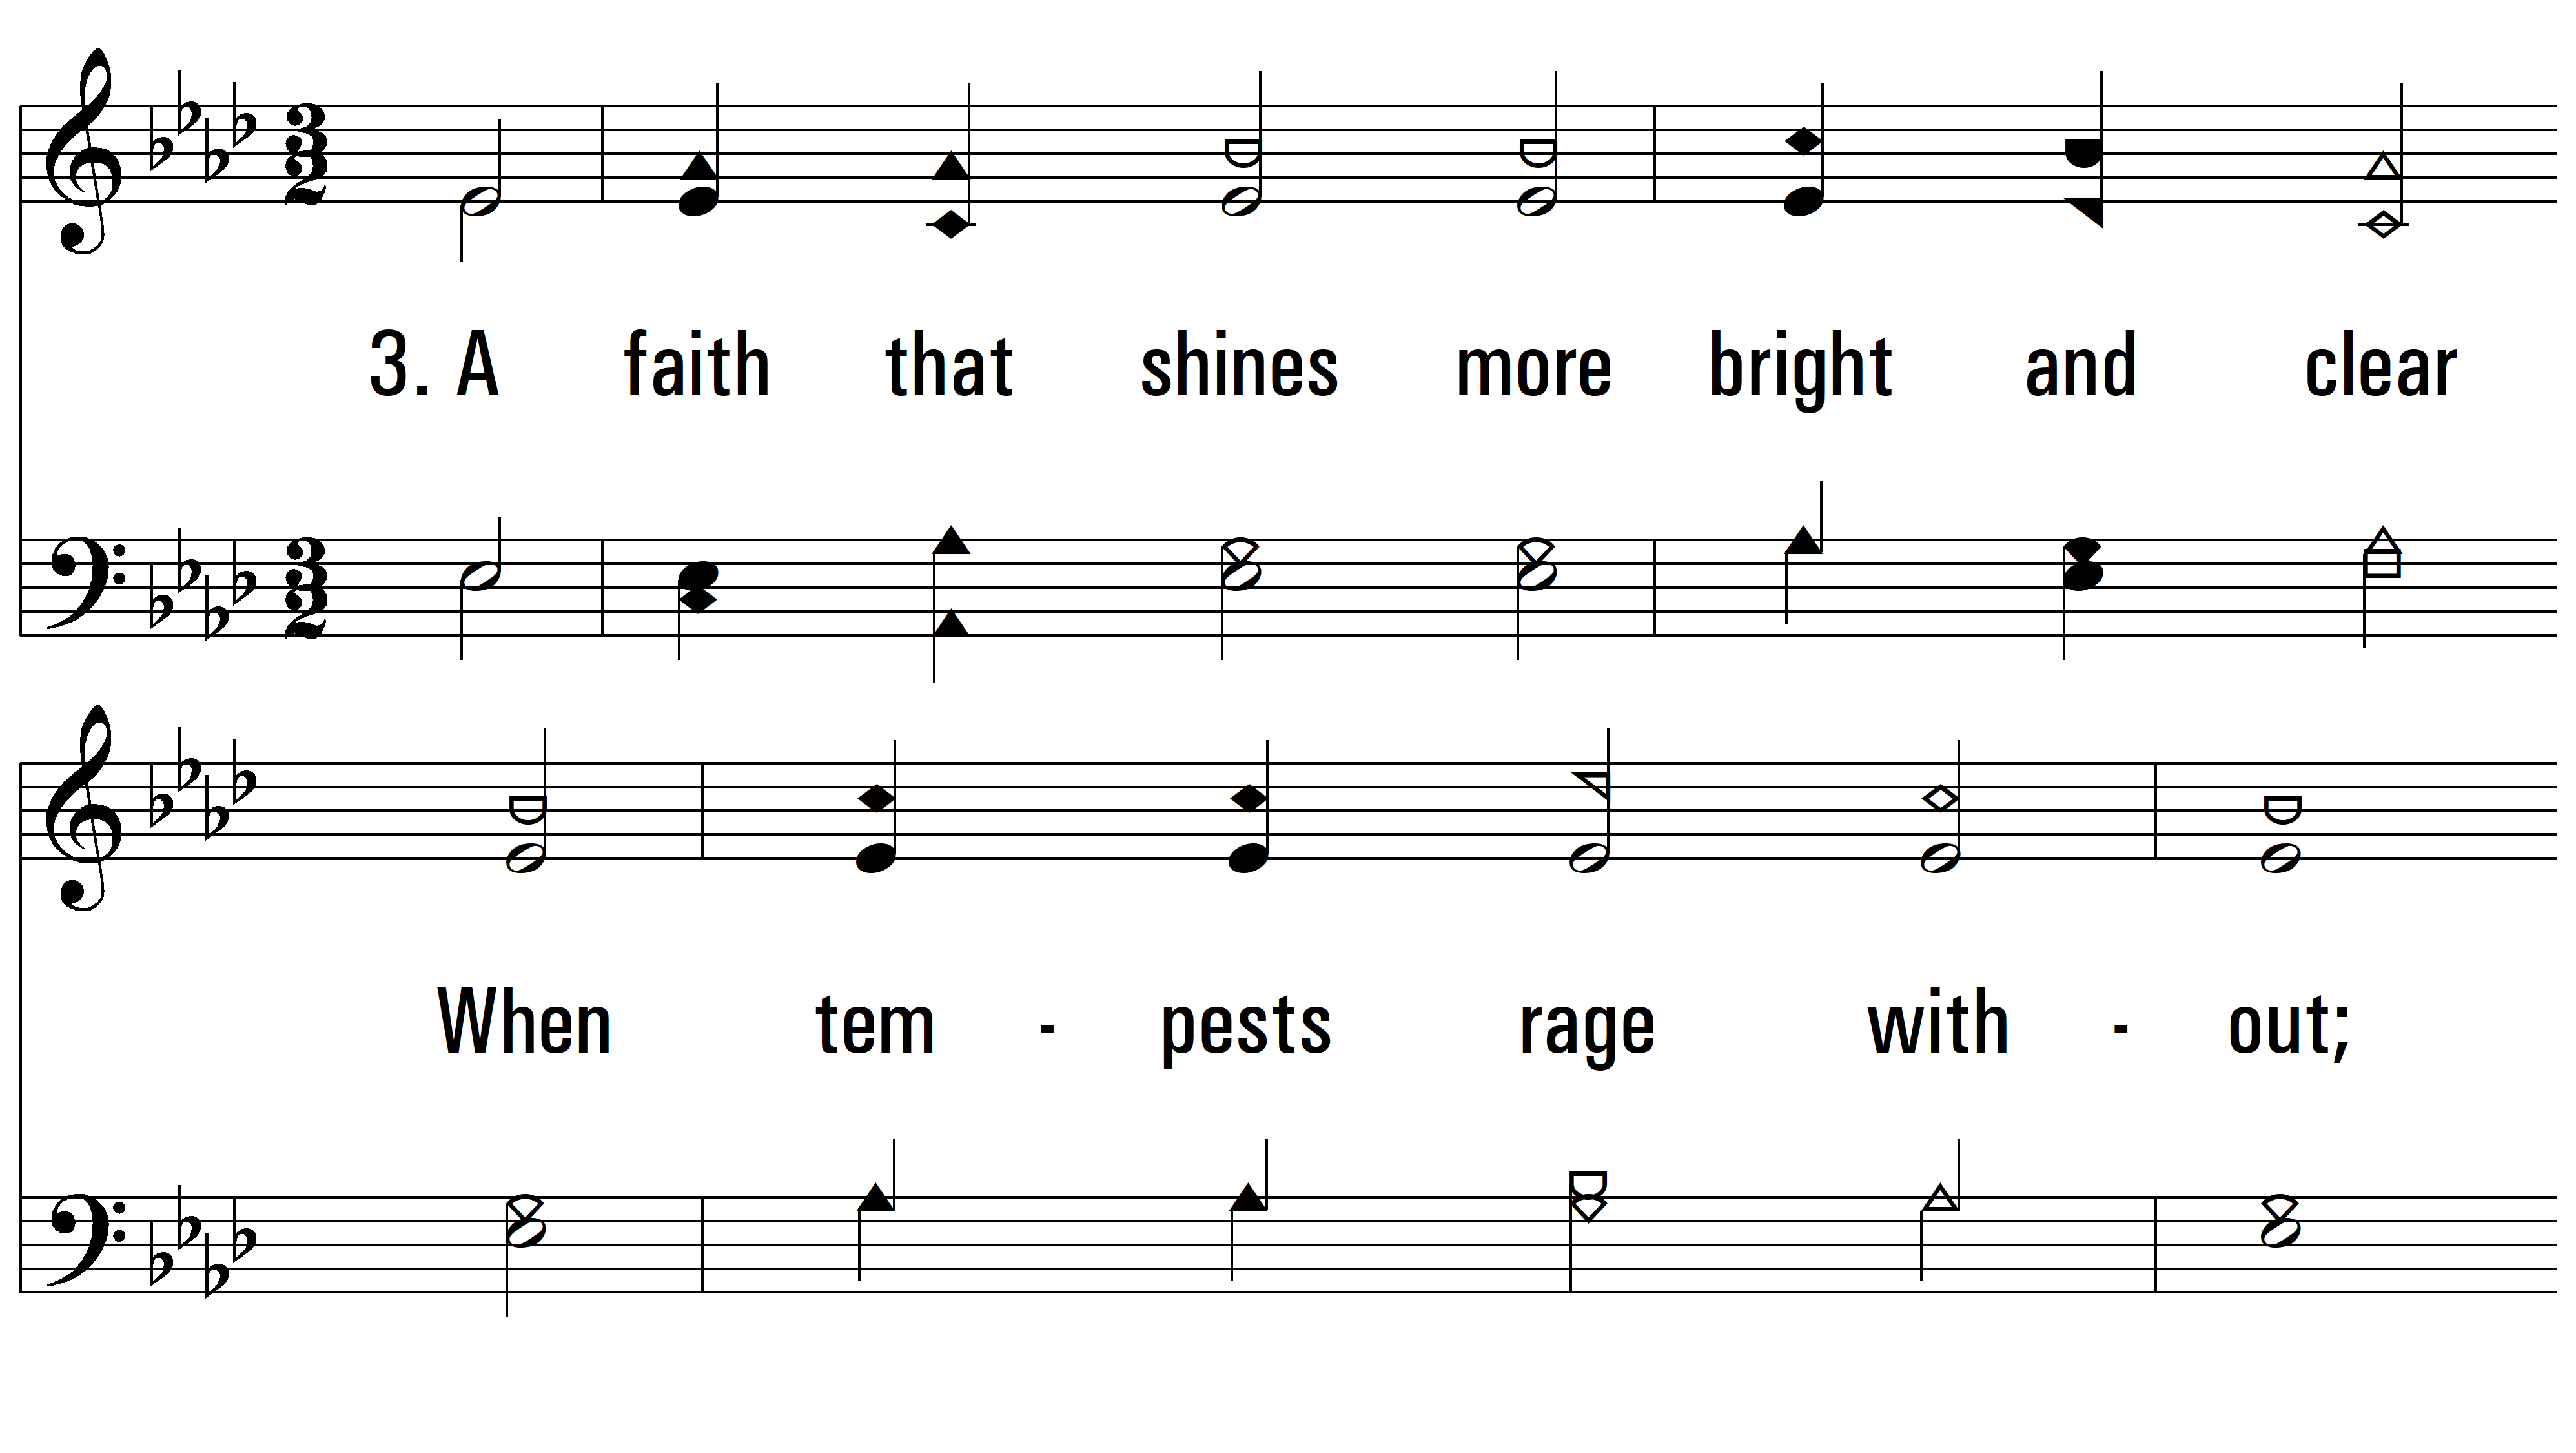 3. A faith that shines more bright and clear
When tem - pests rage with - out;